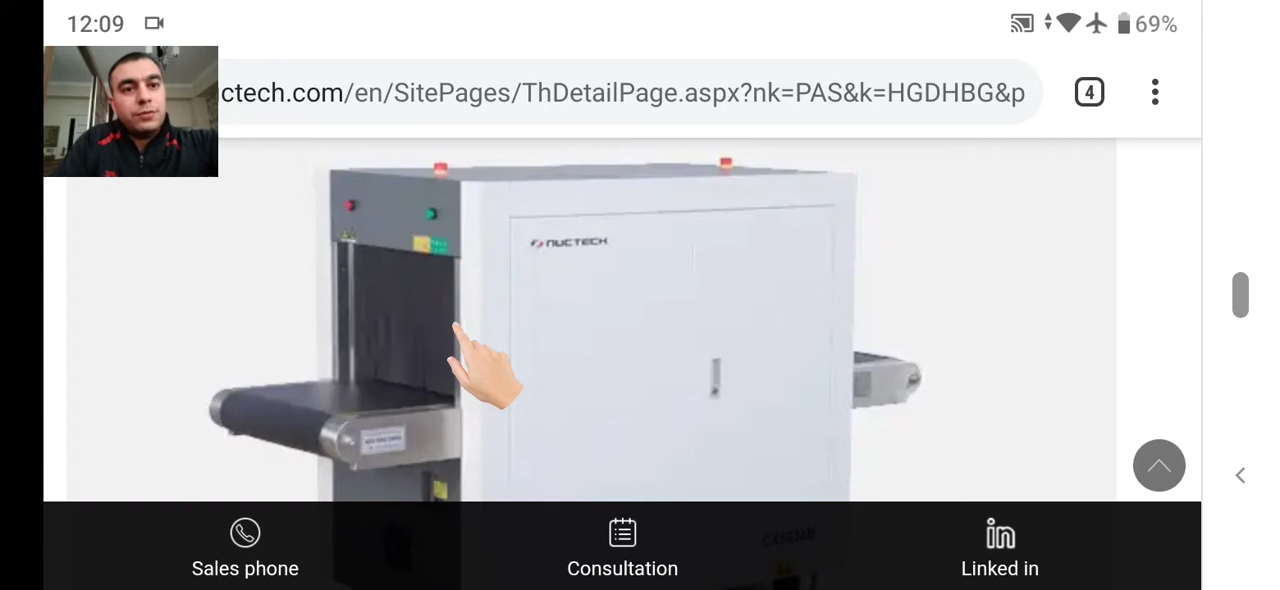 12:09
69%
ctech.com/en/SitePages/ThDetailPage.aspx?nk=PAS&k=HGDHBG&p
4
NUCTECH
Sales phone
Consultation
Linked in
in